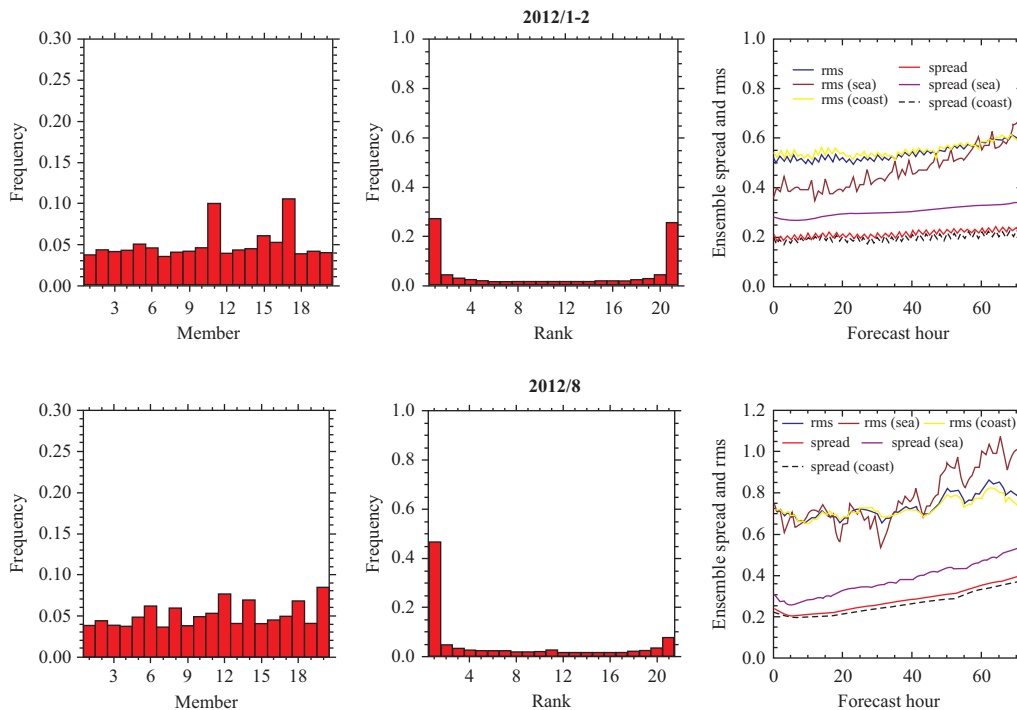 2012/1-2
0.30
0.25
0.20
0.15
0.10
0.05
0.00
Frequency
3 6 9 12 15 18
Member
1.0
0.8
0.6
0.4
0.2
0.0
Frequency
4 8 12 16 20
Rank
1.0
0.8
0.6
0.4
0.2
0.0
Ensemble spread and rms
rms spread
rms (sea) spread (sea)
rms (coast) spread (coast)
0 20 40 60
Forecast hour
2012/8
0.30
0.25
0.20
0.15
0.10
0.05
0.00
Frequency
3 6 9 12 15 18
Member
1.0
0.8
0.6
0.4
0.2
0.0
Frequency
4 8 12 16 20
Rank
1.2
1.0
0.8
0.6
0.4
0.2
0.0
Ensemble spread and rms
rms rms (sea) rms (coast)
spread spread (sea)
spread (coast)
0 20 40 60
Forecast hour